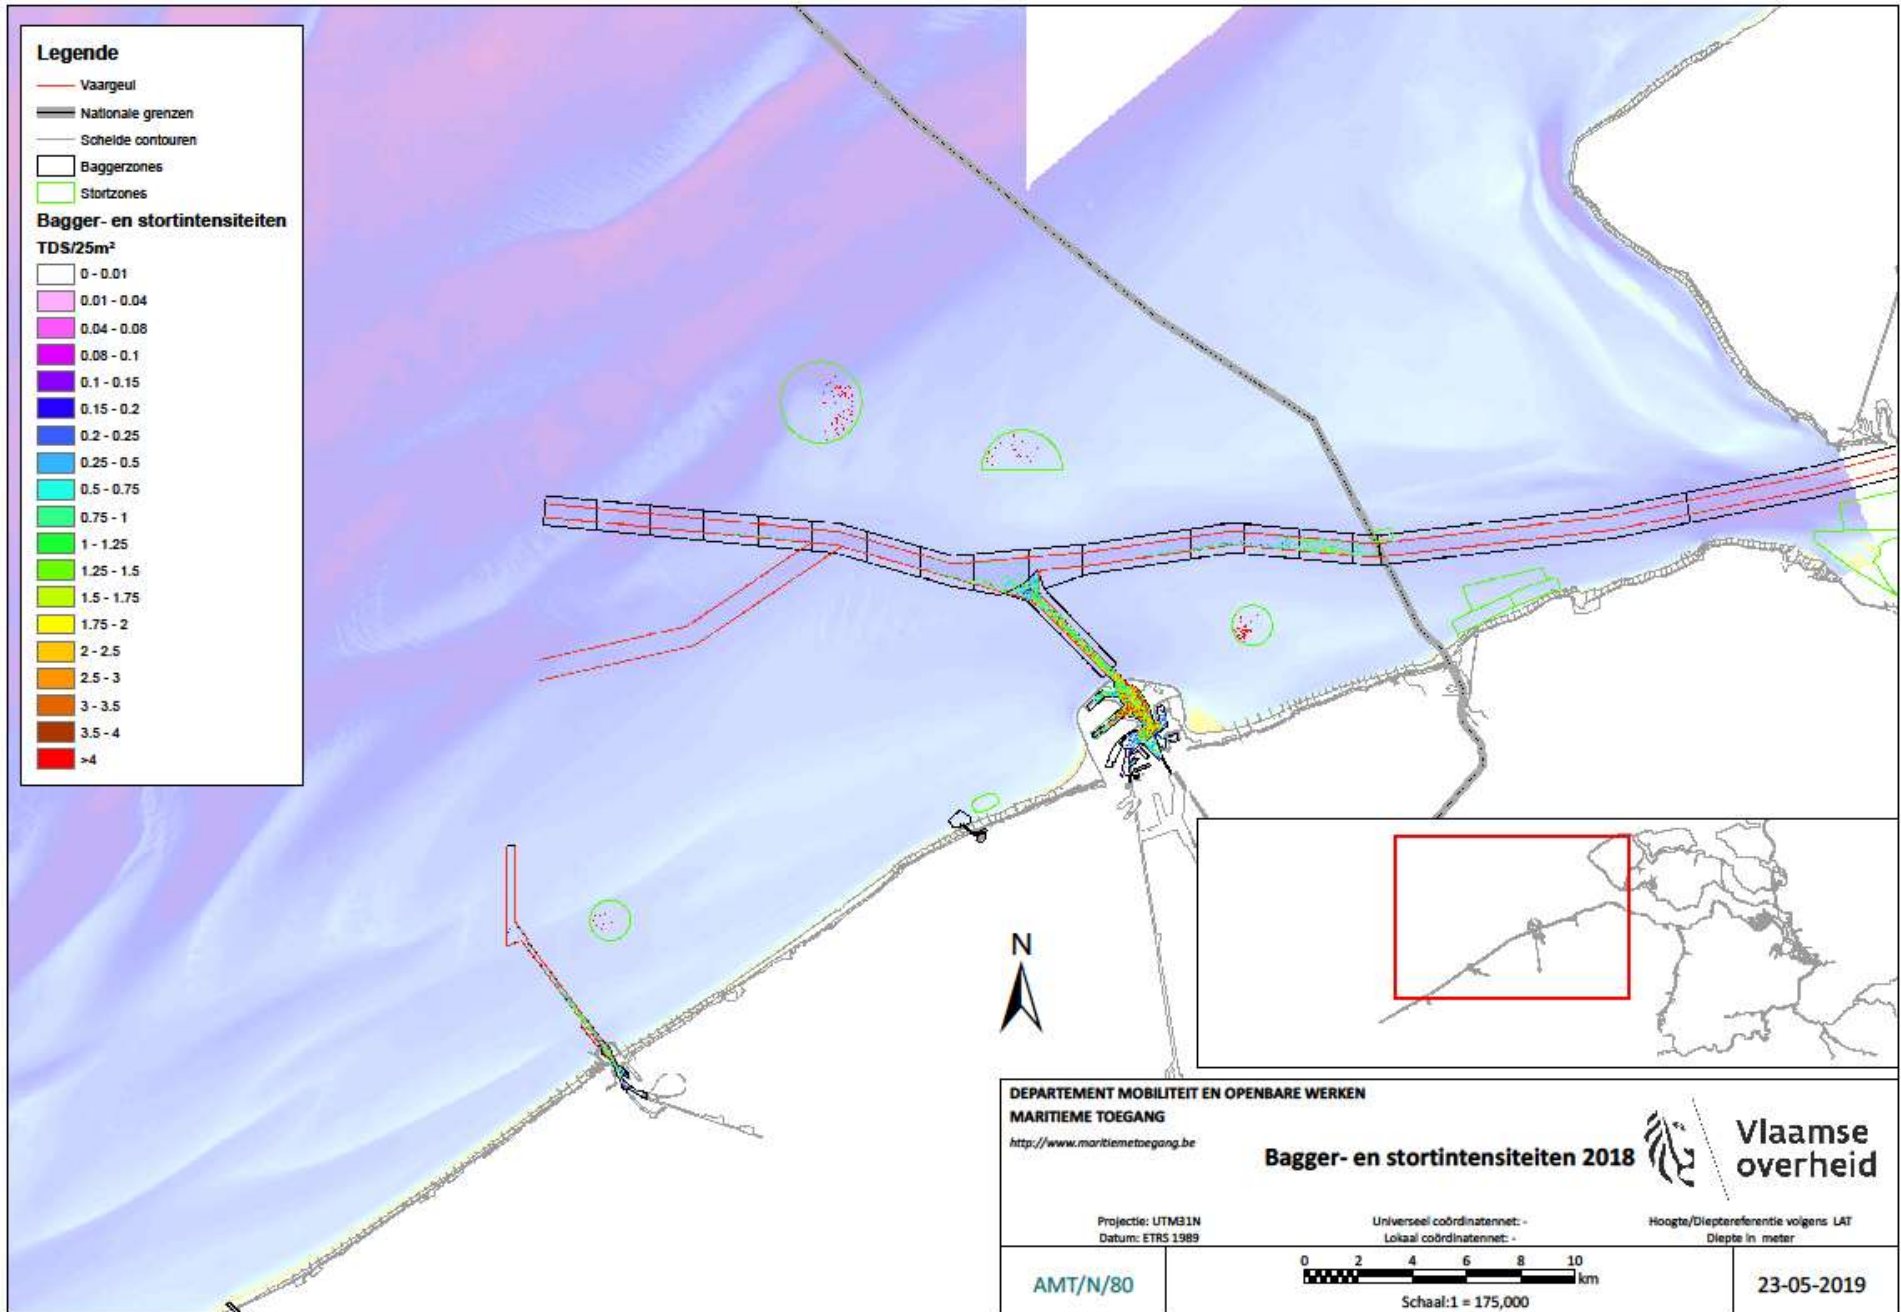 Legende
Vaargeul
Nationale grenzen
Schelde contouren
Baggerzones
Stortzones
Bagger- en stortintensiteiten
TDS/25m²
0 - 0.01
0.01 - 0.04
0.04 - 0.08
0.08 - 0.1
0.1 - 0.15
0.15 - 0.2
0.2 - 0.25
0.25 - 0.5
0.5 - 0.75
0.75 - 1
1 - 1.25
1.25 - 1.5
1.5 - 1.75
1.75 - 2
2 - 2.5
2.5 - 3
3 - 3.5
3.5 - 4
>4
N
DEPARTEMENT MOBILITEIT EN OPENBARE WERKEN
MARITIEME TOEGANG
http://www.maritiemetoegang.be
Bagger- en stortintensiteiten 2018
Vlaamse
overheid
Projectie: UTM31N
Datum: ETRS 1989
Universeel coördinatennet: -
Lokaal coördinatennet: -
Hoogte/Dieptereferentie volgens LAT
Diepte in meter
AMT/N/80
0 2 4 6 8 10
km
Schaal:1 = 175,000
23-05-2019